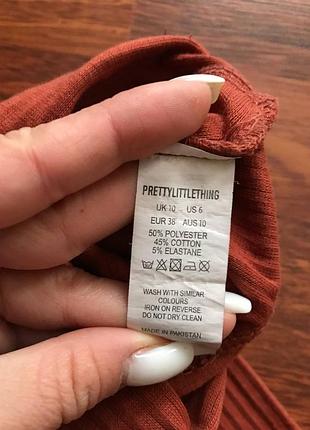 PRETTYLITTLETHING
UK 10 - US 6
EUR 38 AUS 10
50% POLYESTER
45% COTTON
5% ELASTANE
WASH WITH SIMILAR
COLOURS
IRON ON REVERSE
DO NOT DRY CLEAN
MADE IN PAKISTAN